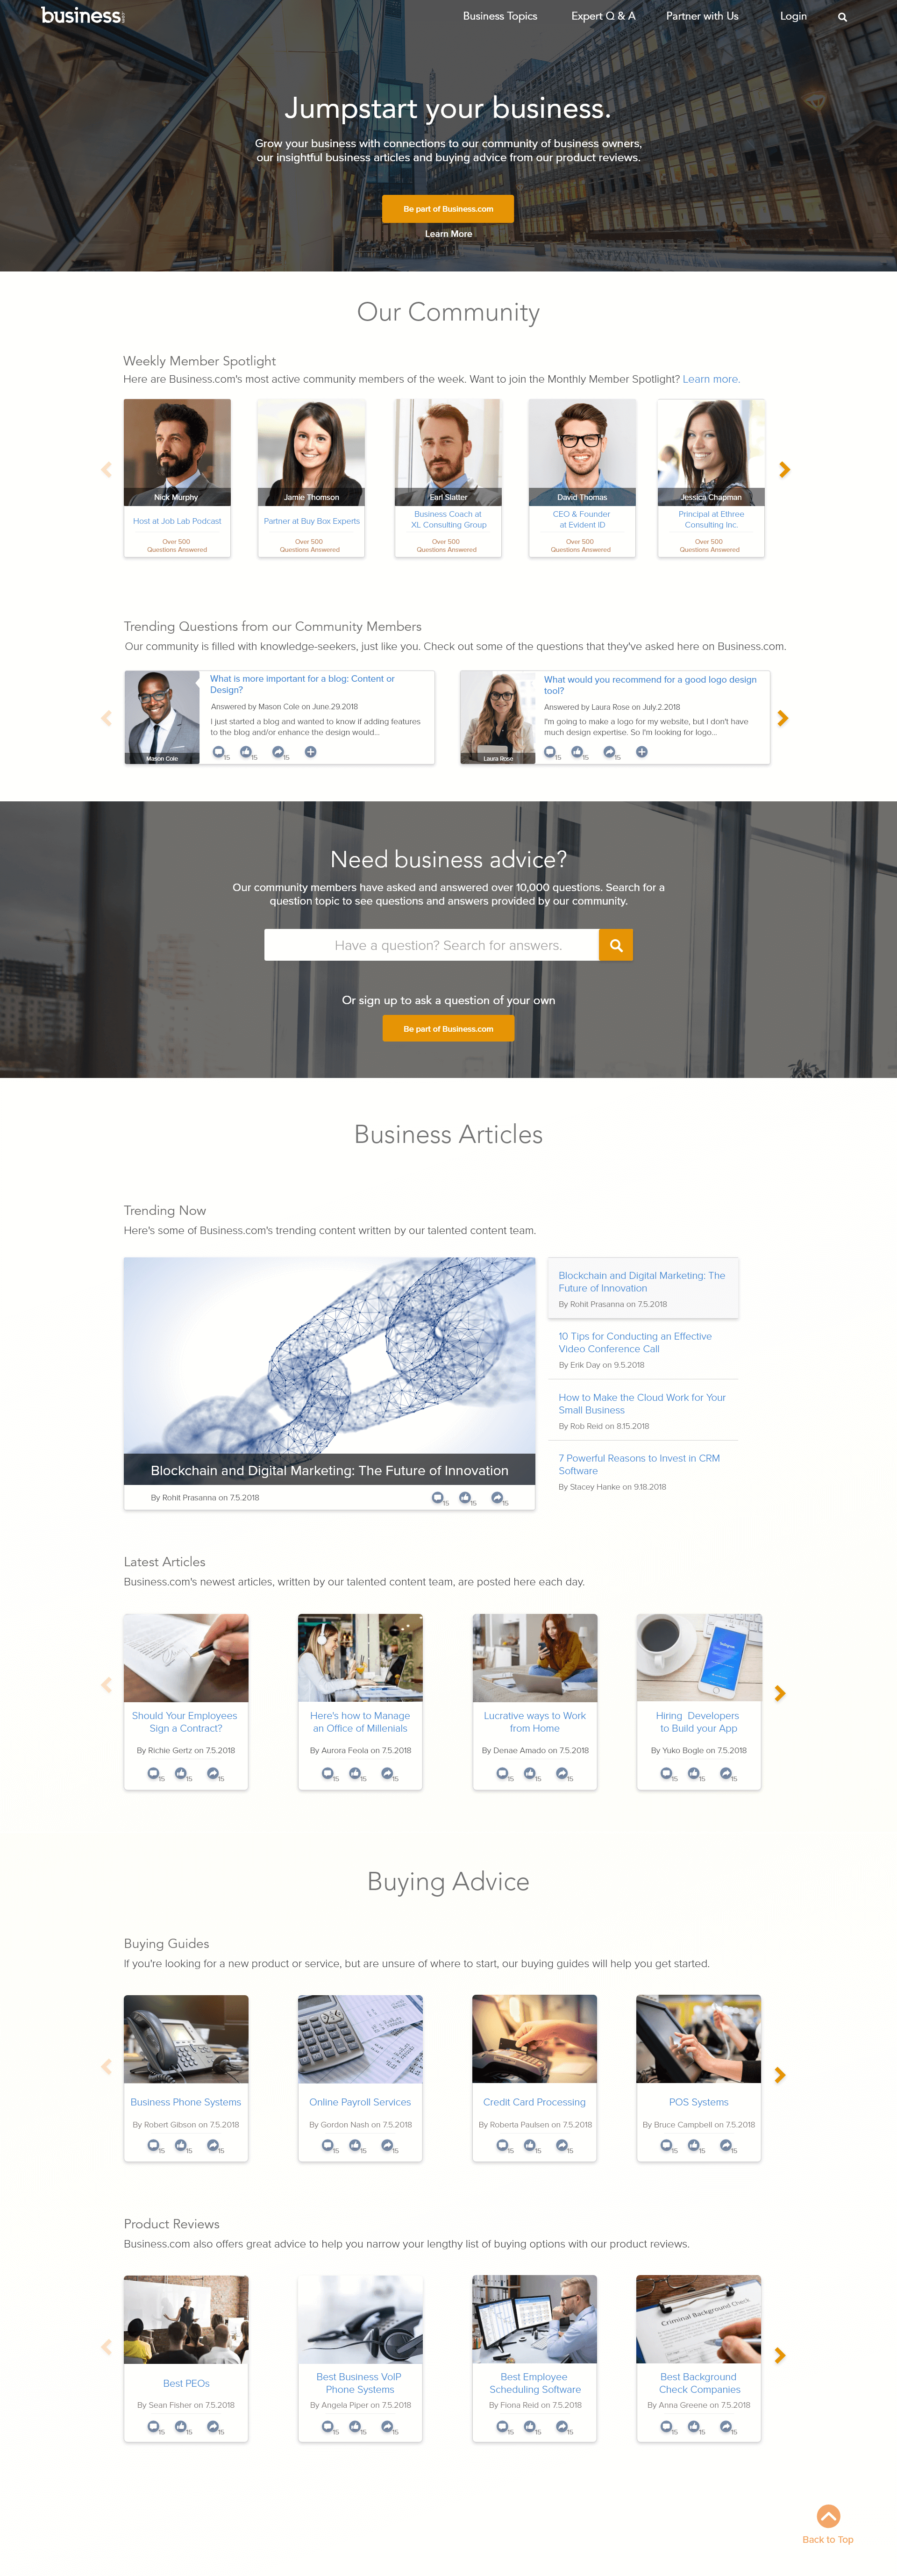 business
Business Topics
Expert Q & A
Partner with Us
Login
Jumpstart your business.
Grow your business with connections to our community of business owners,
our insightful business articles and buying advice from our product reviews.
Be part of Business.com
Learn More
Our Community
Weekly Member Spotlight
Here are Business.com's most active community members of the week. Want to join the Monthly Member Spotlight? Learn more.
Nick Murphy
Host at Job Lab Podcast
Over 500
Questions Answered
Jamie Thomson
Partner at Buy Box Experts
Over 500
Questions Answered
Earl Slatter
Business Coach at
XL Consulting Group
Over 500
Questions Answered
David Thomas
CEO & Founder
at Evident ID
Over 500
Questions Answered
Jessica Chapman
Principal at Ethree
Consulting Inc.
Over 500
Questions Answered
Trending Questions from our Community Members
Our community is filled with knowledge-seekers, just like you. Check out some of the questions that they've asked here on Business.com.
Mason Cole
What is more important for a blog: Content or
Design?
Answered by Mason Cole on June.29.2018
I just started a blog and wanted to know if adding features
to the blog and/or enhance the design would...
15 15 15
Laura Rose
What would you recommend for a good logo design
tool?
Answered by Laura Rose on July.2.2018
I'm going to make a logo for my website, but I don't have
much design expertise. So I'm looking for logo...
15 15 15
Need business advice?
Our community members have asked and answered over 10,000 questions. Search for a
question topic to see questions and answers provided by our community.
Have a question? Search for answers.
Or sign up to ask a question of your own
Be part of Business.com
Business Articles
Trending Now
Here's some of Business.com's trending content written by our talented content team.
Blockchain and Digital Marketing: The Future of Innovation
By Rohit Prasanna on 7.5.2018
15 15 15
Blockchain and Digital Marketing: The
Future of Innovation
By Rohit Prasanna on 7.5.2018
10 Tips for Conducting an Effective
Video Conference Call
By Erik Day on 9.5.2018
How to Make the Cloud Work for Your
Small Business
By Rob Reid on 8.15.2018
7 Powerful Reasons to Invest in CRM
Software
By Stacey Hanke on 9.18.2018
Latest Articles
Business.com's newest articles, written by our talented content team, are posted here each day.
Should Your Employees
Sign a Contract?
By Richie Gertz on 7.5.2018
15 15 15
Here's how to Manage
an Office of Millenials
By Aurora Feola on 7.5.2018
15 15 15
Lucrative ways to Work
from Home
By Denae Amado on 7.5.2018
15 15 15
Hiring Developers
to Build your App
By Yuko Bogle on 7.5.2018
15 15 15
Buying Advice
Buying Guides
If you're looking for a new product or service, but are unsure of where to start, our buying guides will help you get started.
Business Phone Systems
By Robert Gibson on 7.5.2018
15 15 15
Online Payroll Services
By Gordon Nash on 7.5.2018
15 15 15
Credit Card Processing
By Roberta Paulsen on 7.5.2018
15 15 15
POS Systems
By Bruce Campbell on 7.5.2018
15 15 15
Product Reviews
Business.com also offers great advice to help you narrow your lengthy list of buying options with our product reviews.
Best PEOs
By Sean Fisher on 7.5.2018
15 15 15
Best Business VoIP
Phone Systems
By Angela Piper on 7.5.2018
15 15 15
Best Employee
Scheduling Software
By Fiona Reid on 7.5.2018
15 15 15
Criminal Background Check
Best Background
Check Companies
By Anna Greene on 7.5.2018
15 15 15
Back to Top